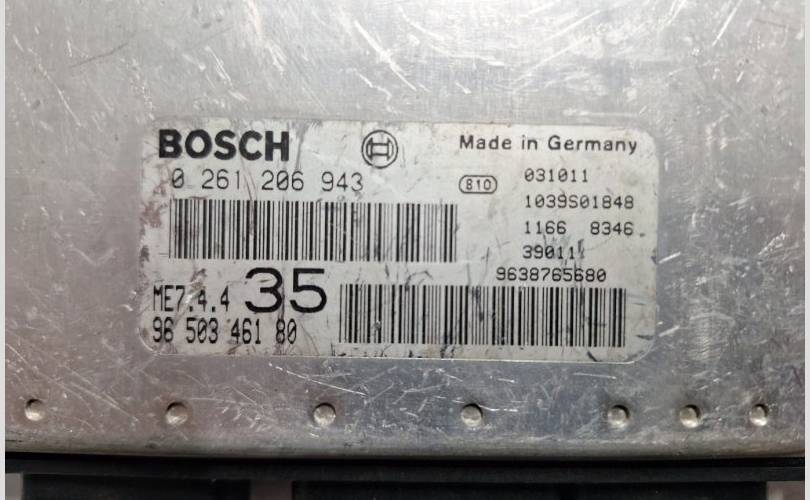 BOSCH
Made in Germany
0 261 206 943
810
031011
1039S01848
1166 8346
39011
9638765680
ME7.4.4 35
96 503 461 80